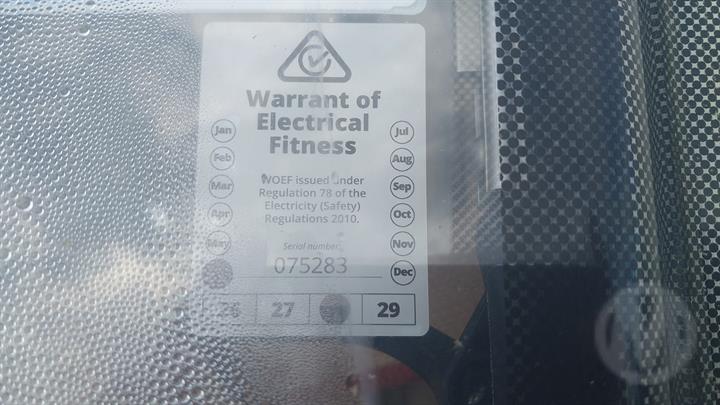 Warrant of
Electrical
Fitness
Jan
Feb
Mar
Apr
May
Jul
Aug
Sep
Oct
Nov
Dec
WOEF issued under
Regulation 78 of the
Electricity (Safety)
Regulations 2010.
Serial number:
075283
26 27 29